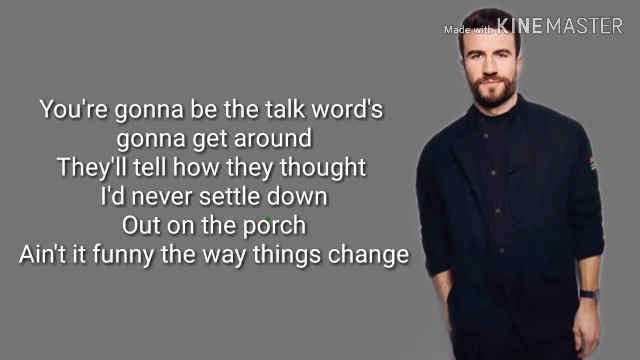 Made with KINEMASTER
You're gonna be the talk word's
gonna get around
They'll tell how they thought
I'd never settle down
Out on the porch
Ain't it funny the way things change